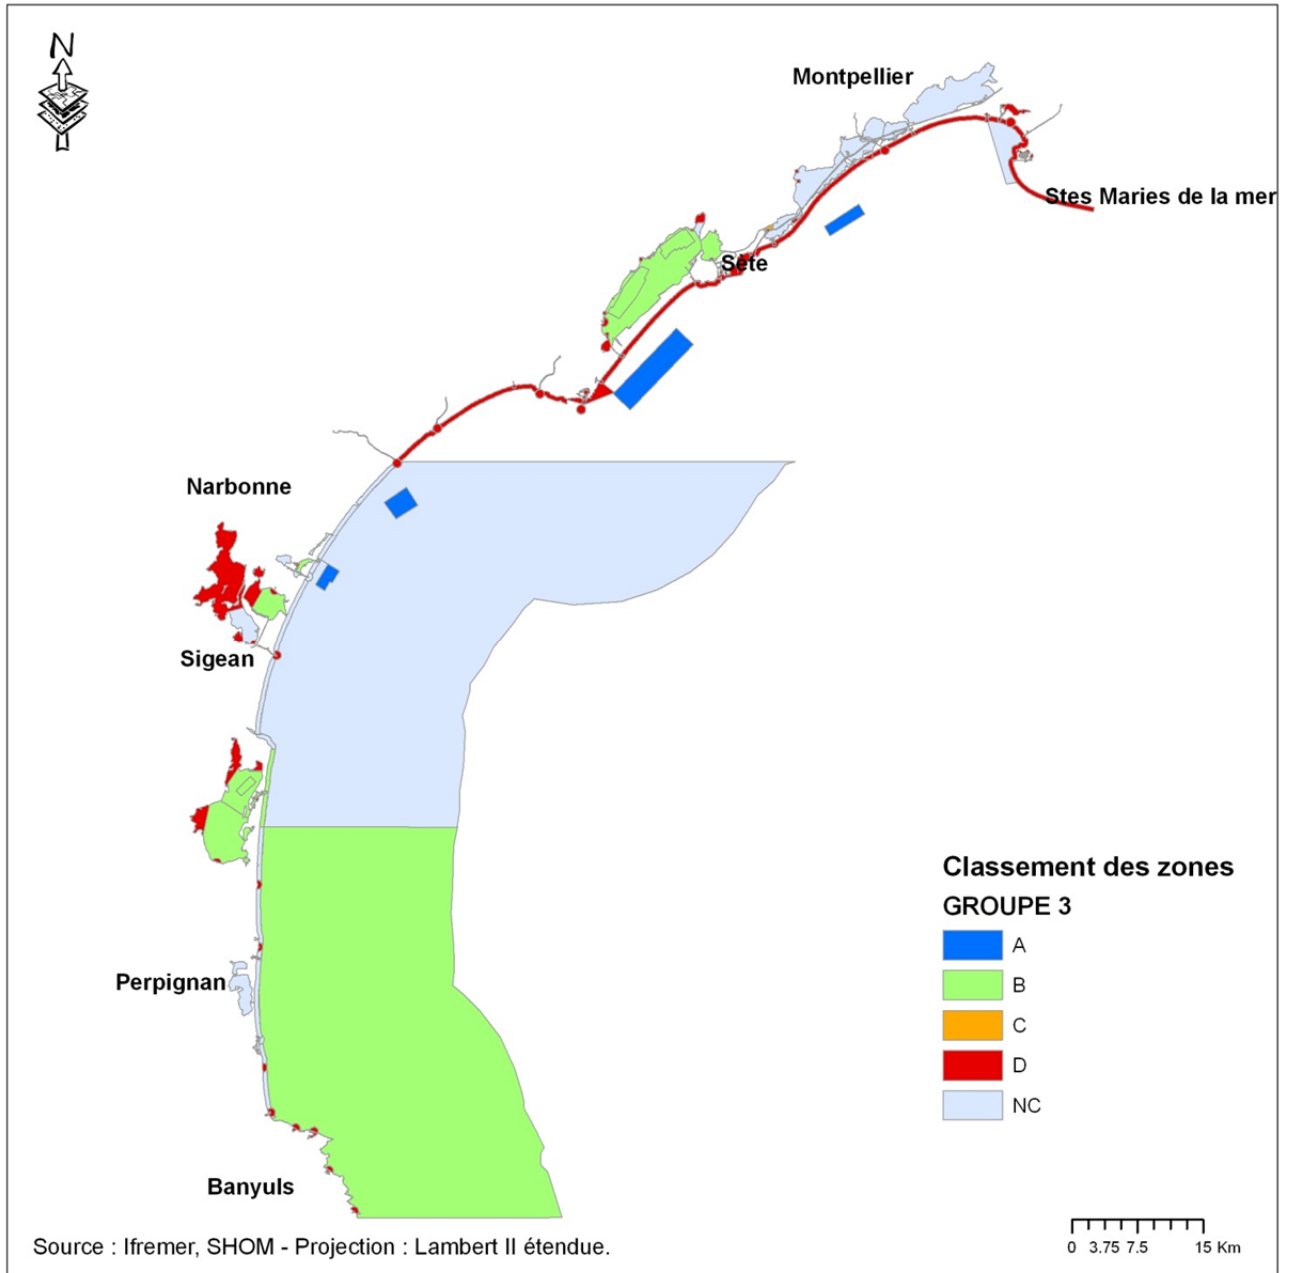 N
Montpellier
Stes Maries de la mer
Sète
Narbonne
Sigean
Perpignan
Banyuls
Classement des zones
GROUPE 3
A
B
C
D
NC
0 3.75 7.5 15 Km
Source : Ifremer, SHOM - Projection : Lambert II étendue.